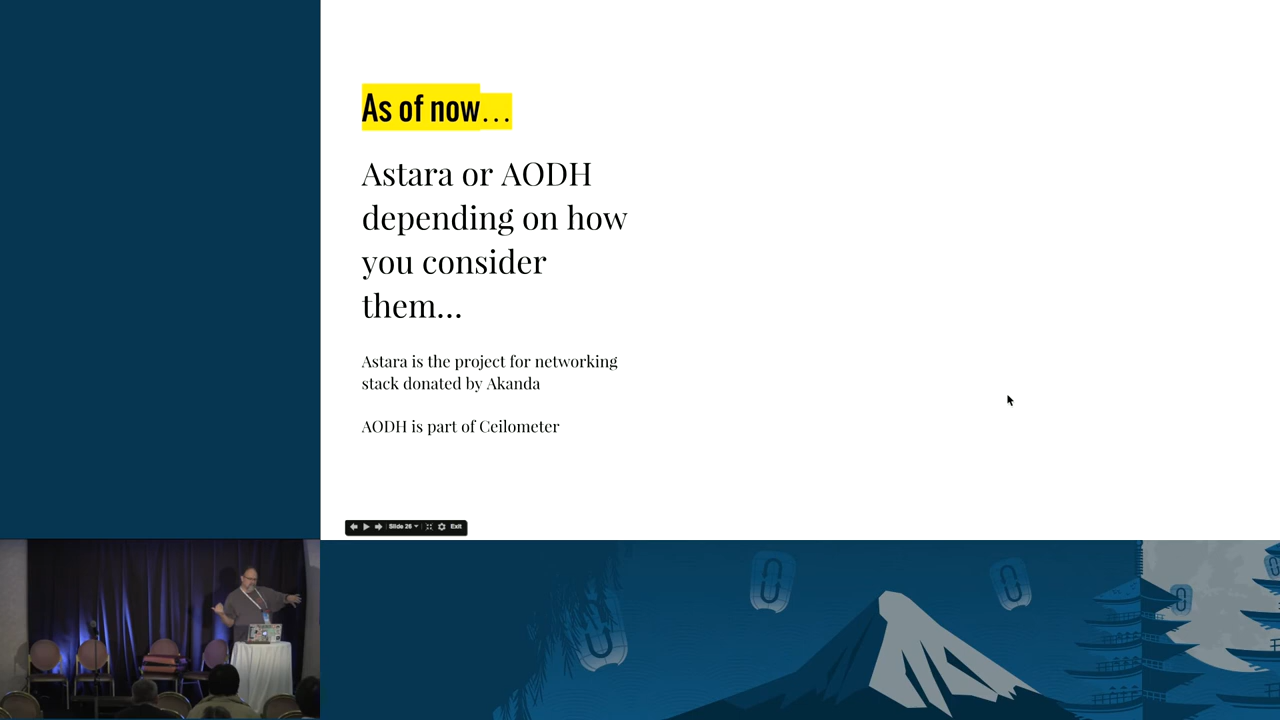 As of now...
Astara or AODH
depending on how
you consider
them...
Astara is the project for networking
stack donated by Akanda
AODH is part of Ceilometer
Slide 26
Exit